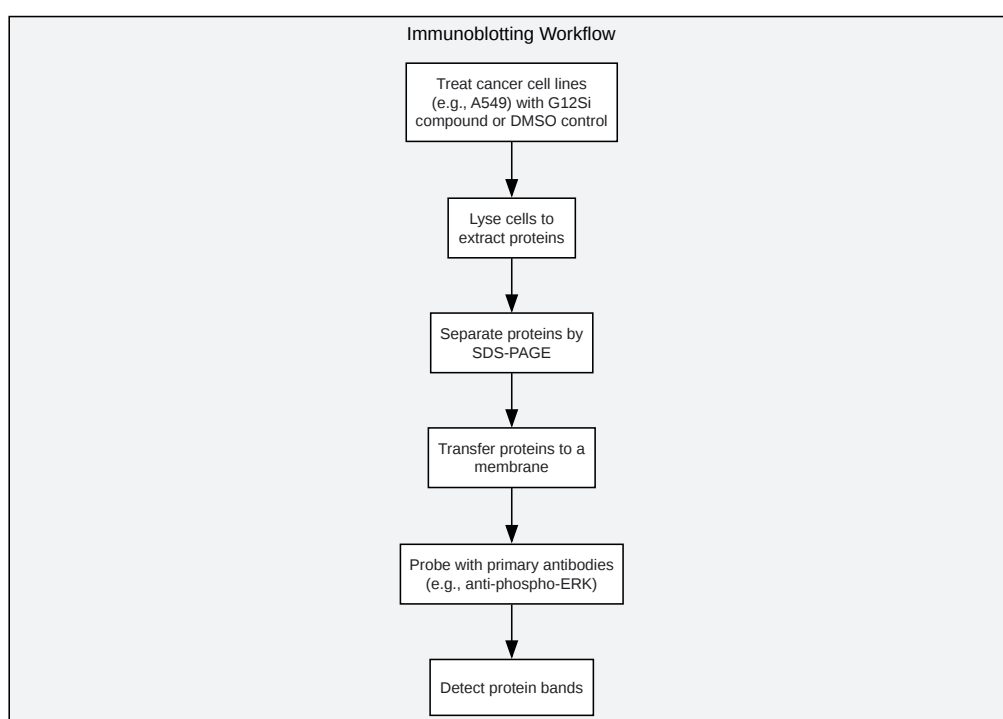 Immunoblotting Workflow
Treat cancer cell lines
(e.g., A549) with G12Si
compound or DMSO control
Lyse cells to
extract proteins
Separate proteins by
SDS-PAGE
Transfer proteins to a
membrane
Probe with primary antibodies
(e.g., anti-phospho-ERK)
Detect protein bands